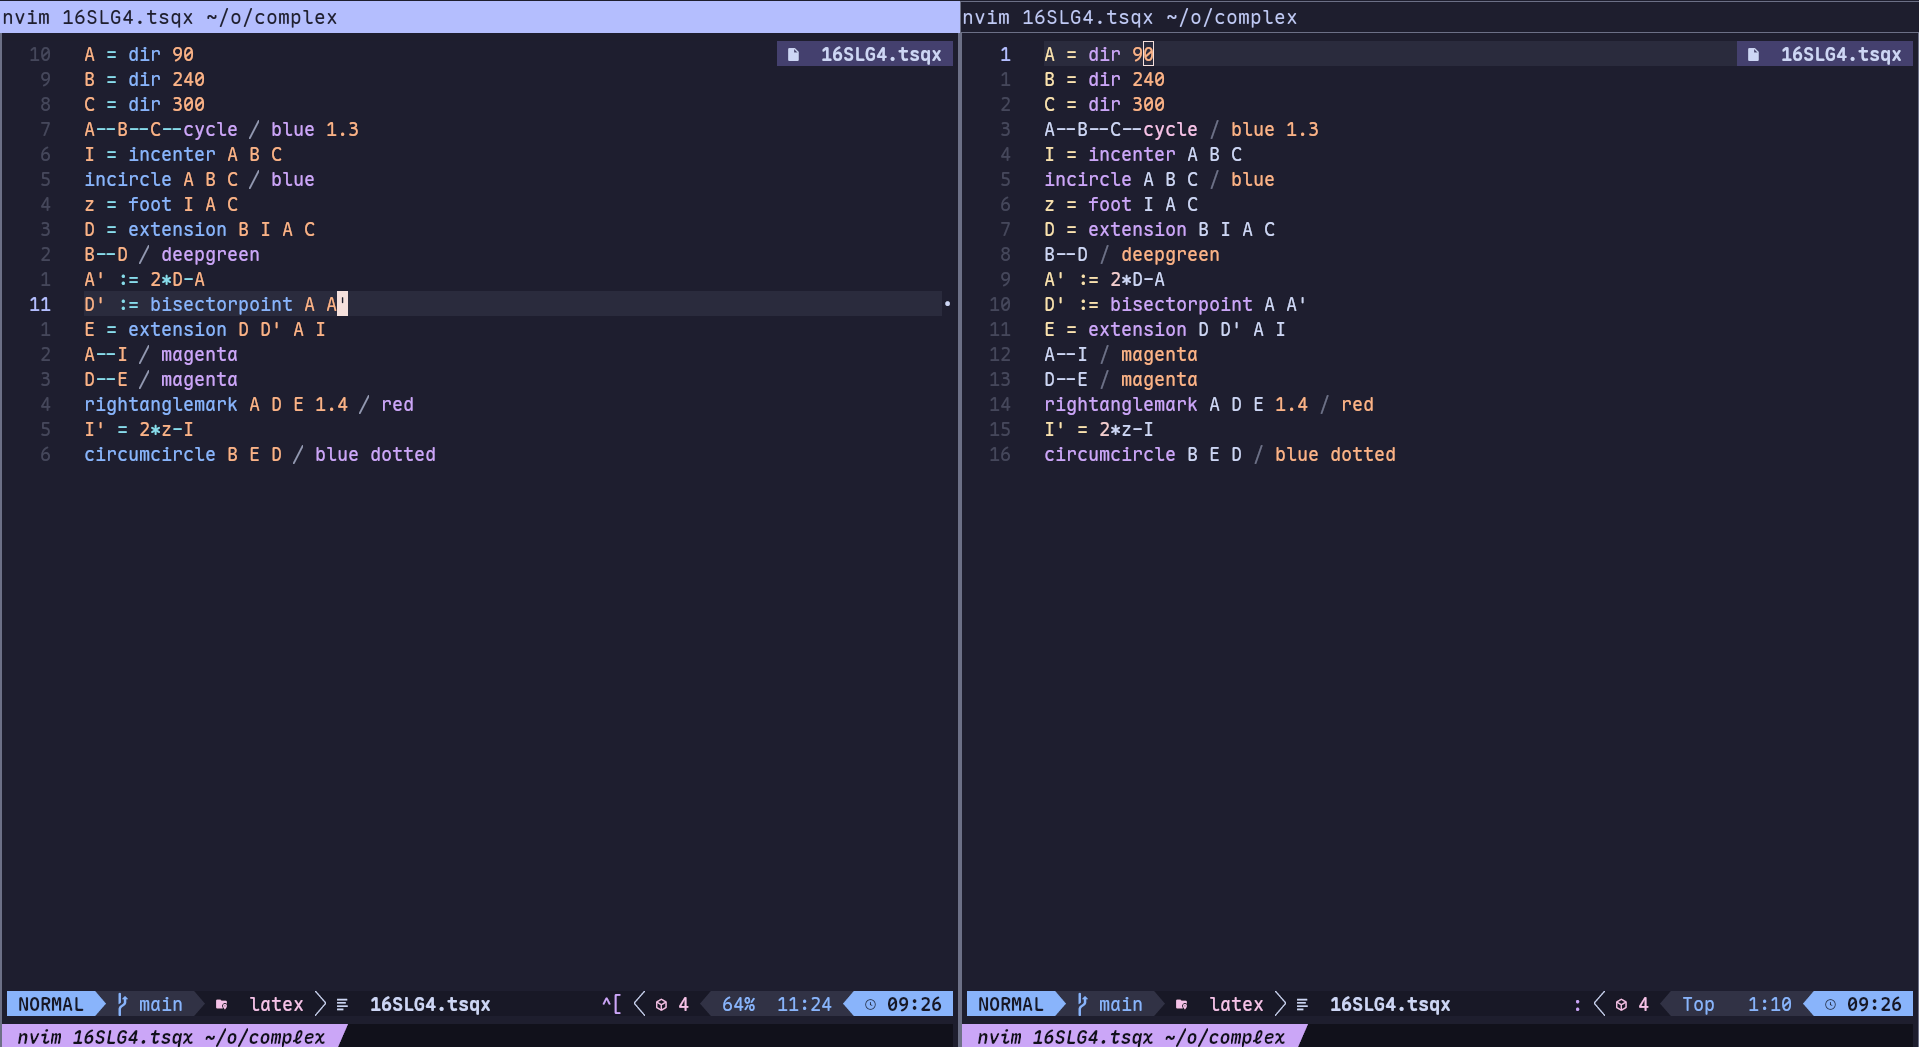 nvim 16SLG4.tsqx ~/o/complex
16SLG4.tsqx
10 A = dir 90
9 B = dir 240
8 C = dir 300
7 A--B--C--cycle / blue 1.3
6 I = incenter A B C
5 incircle A B C / blue
4 z = foot I A C
3 D = extension B I A C
2 B--D / deepgreen
1 A' := 2*D-A
11 D' := bisectorpoint A A'
1 E = extension D D' A I
2 A--I / magenta
3 D--E / magenta
4 rightanglemark A D E 1.4 / red
5 I' = 2*z-I
6 circumcircle B E D / blue dotted
NORMAL main latex 16SLG4.tsqx ^[ 4 64% 11:24 09:26
nvim 16SLG4.tsqx ~/o/complex
nvim 16SLG4.tsqx ~/o/complex
16SLG4.tsqx
1 A = dir 90
1 B = dir 240
2 C = dir 300
3 A--B--C--cycle / blue 1.3
4 I = incenter A B C
5 incircle A B C / blue
6 z = foot I A C
7 D = extension B I A C
8 B--D / deepgreen
9 A' := 2*D-A
10 D' := bisectorpoint A A'
11 E = extension D D' A I
12 A--I / magenta
13 D--E / magenta
14 rightanglemark A D E 1.4 / red
15 I' = 2*z-I
16 circumcircle B E D / blue dotted
NORMAL main latex 16SLG4.tsqx : 4 Top 1:10 09:26
nvim 16SLG4.tsqx ~/o/complex